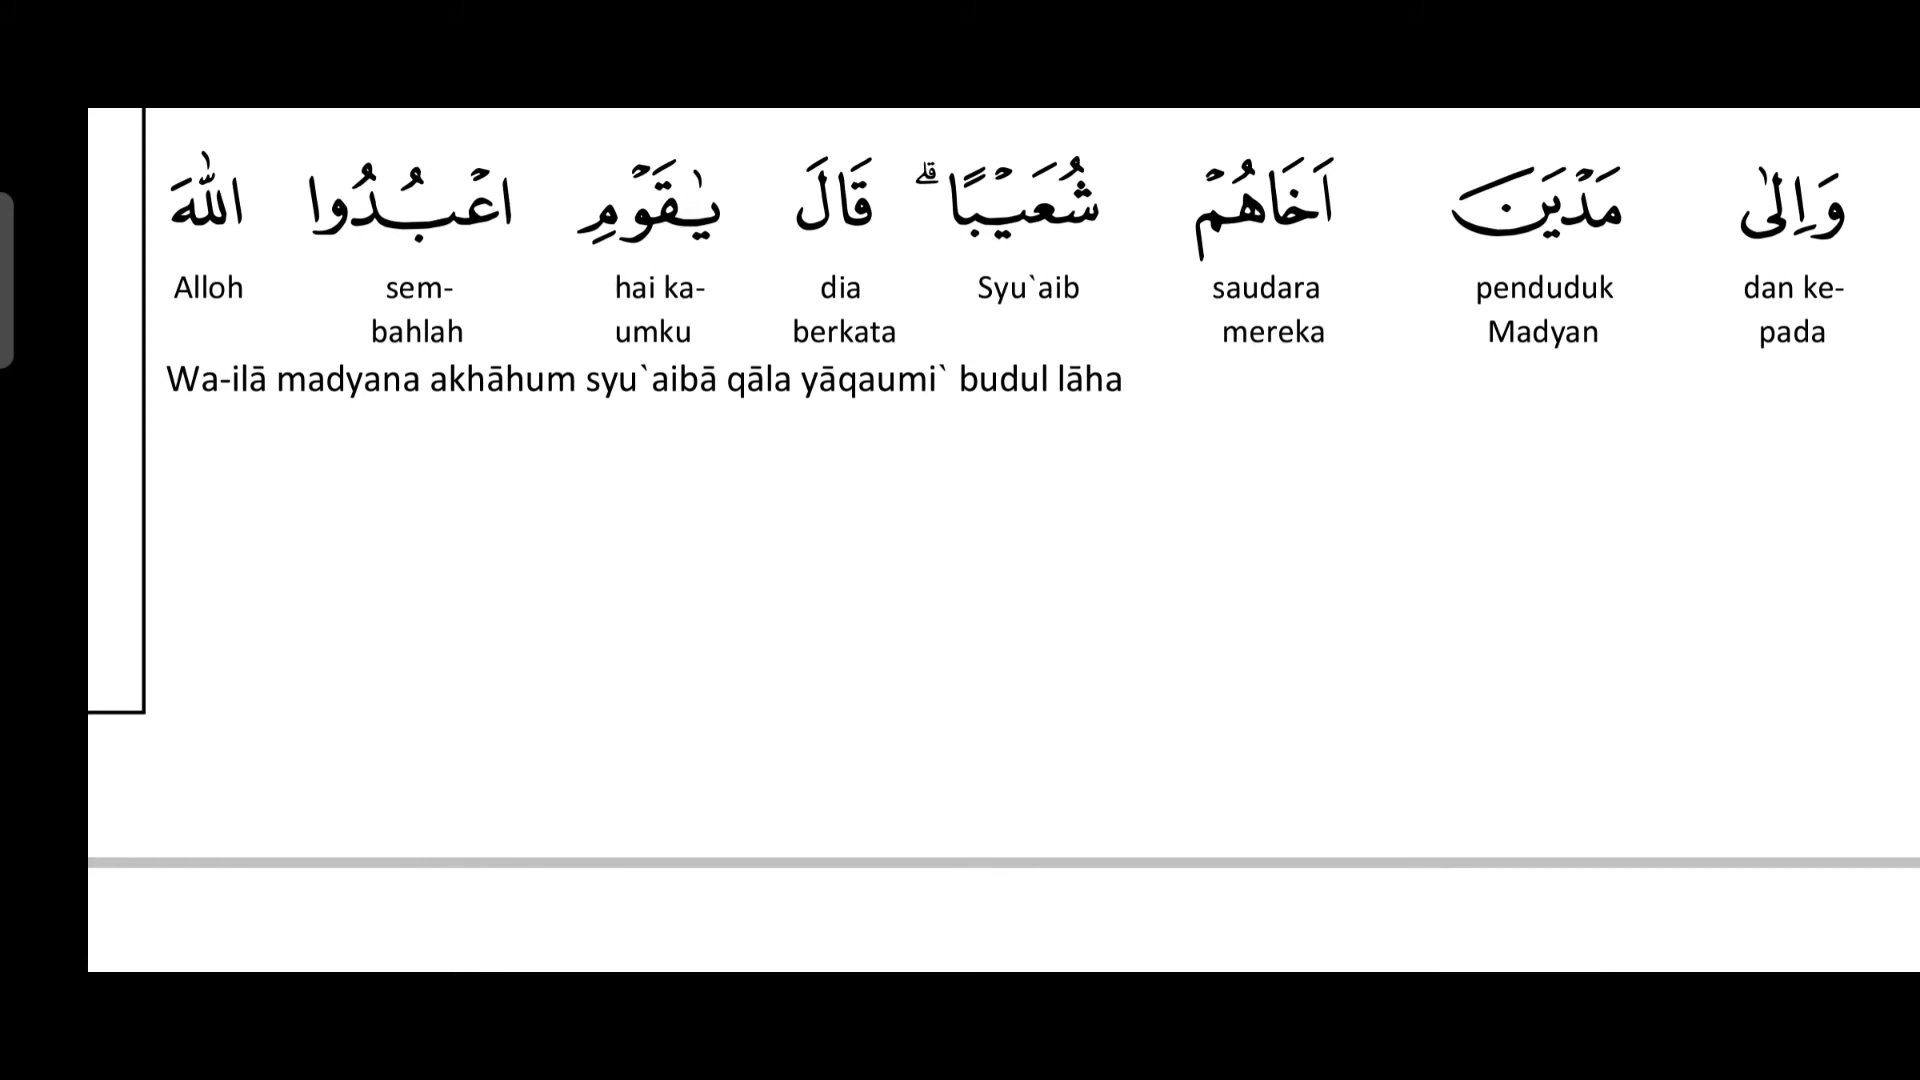 وَاِلٰى مَدۡيَنَ اَخَاهُمۡ شُعَيۡبًا ۗ قَالَ يٰقَوۡمِ اعۡبُدُوا اللّٰهَ
Alloh sem- hai ka- dia Syu`aib saudara penduduk dan ke-
bahlah umku berkata mereka Madyan pada
Wa-ilā madyana akhāhum syu`aibā qāla yāqaumi` budul lāha